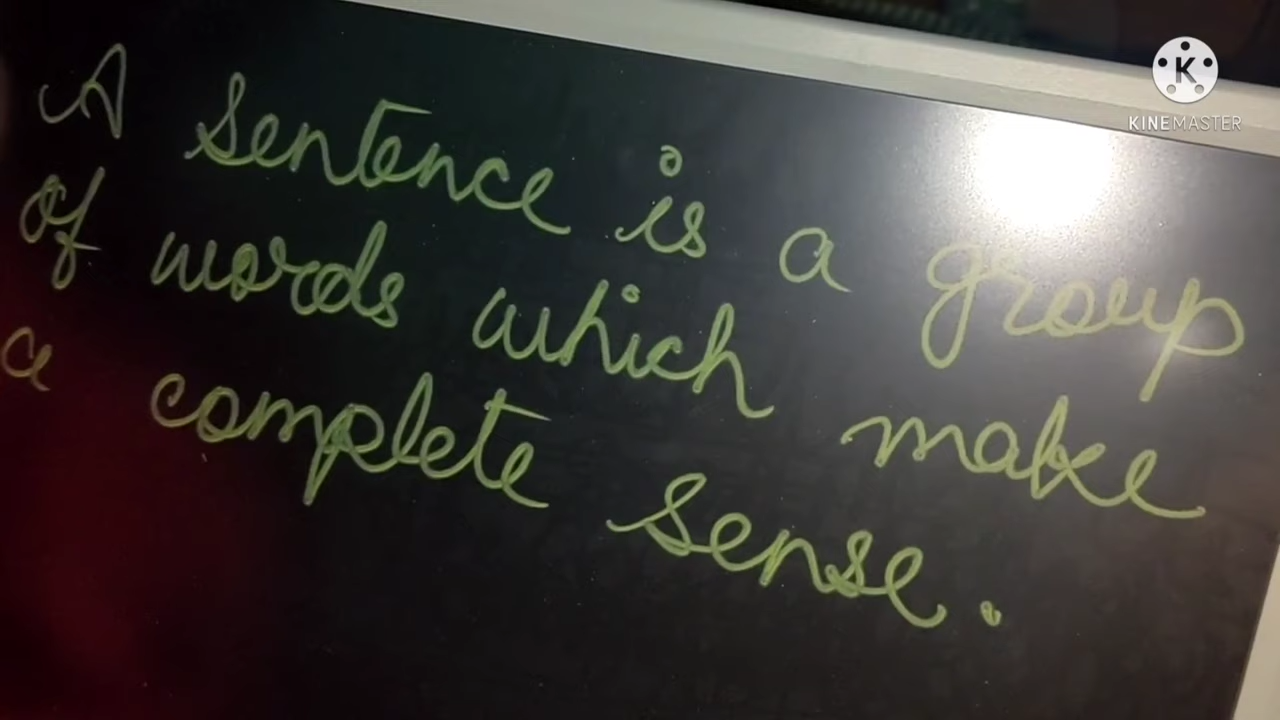 A sentence is a group
of words which make
a complete sense.
K
KINEMASTER